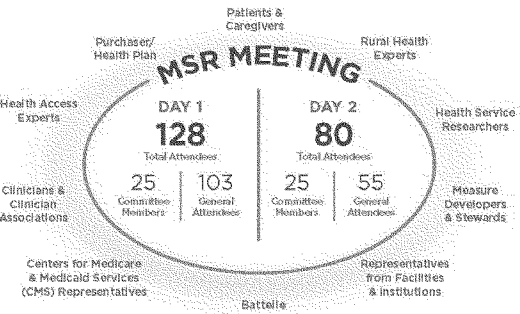 Patients &
Caregivers
Purchaser/
Health Plan
Rural Health
Experts
MSR MEETING
Health Access
Experts
Health Service
Researchers
DAY 1
128
Total Attendees
25
Committee
Members
103
General
Attendees
DAY 2
80
Total Attendees
25
Committee
Members
55
General
Attendees
Clinicians &
Clinician
Associations
Measure
Developers
& Stewards
Centers for Medicare
& Medicaid Services
(CMS) Representatives
Battelle
Representatives
from Facilities
& Institutions